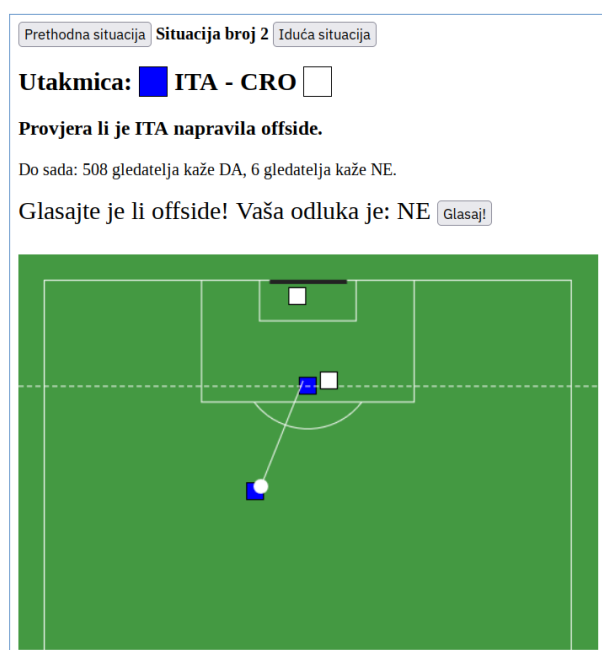 Prethodna situacija Situacija broj 2 Iduća situacija
Utakmica: ITA - CRO
Provjera li je ITA napravila offside.
Do sada: 508 gledatelja kaže DA, 6 gledatelja kaže NE.
Glasajte je li offside! Vaša odluka je: NE Glasaj!